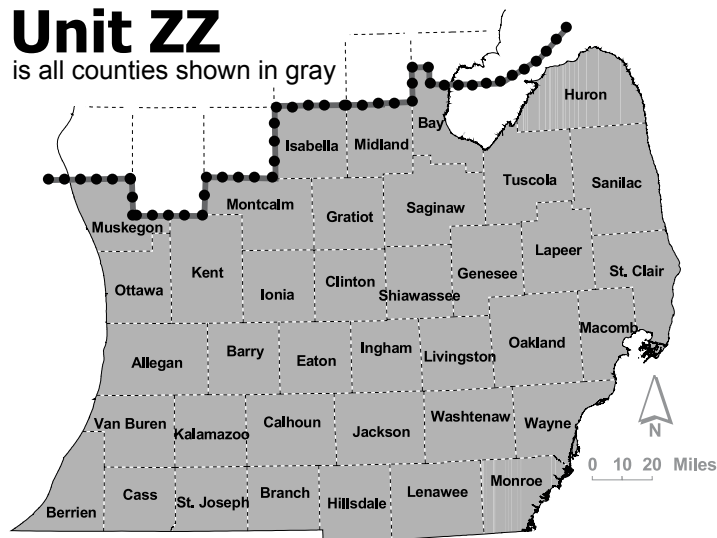 Unit ZZ
is all counties shown in gray
Huron
Bay
Isabella
Midland
Tuscola
Sanilac
Montcalm
Gratiot
Saginaw
Muskegon
Kent
Lapeer
Genesee
St. Clair
Ottawa
Ionia
Clinton
Shiawassee
Macomb
Oakland
Allegan
Barry
Eaton
Ingham
Livingston
Van Buren
Kalamazoo
Calhoun
Jackson
Washtenaw
Wayne
N
0 10 20 Miles
Berrien
Cass
St. Joseph
Branch
Hillsdale
Lenawee
Monroe